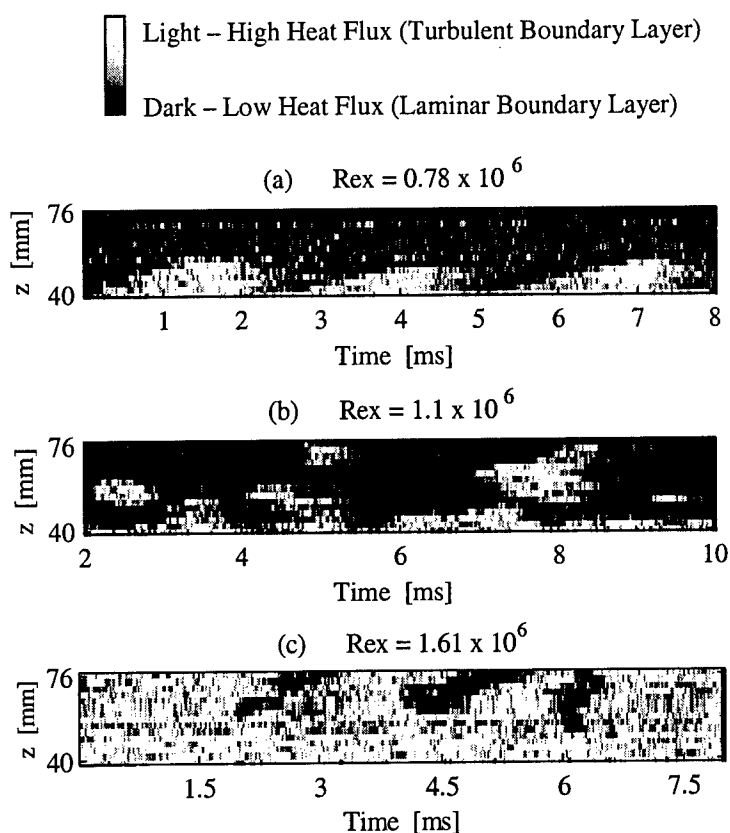 Light – High Heat Flux (Turbulent Boundary Layer)
Dark – Low Heat Flux (Laminar Boundary Layer)
(a) Rex = 0.78 x 10 6
z [mm]
76
40
1 2 3 4 5 6 7 8
Time [ms]
(b) Rex = 1.1 x 10 6
z [mm]
76
40
2 4 6 8 10
Time [ms]
(c) Rex = 1.61 x 10 6
z [mm]
76
40
1.5 3 4.5 6 7.5
Time [ms]